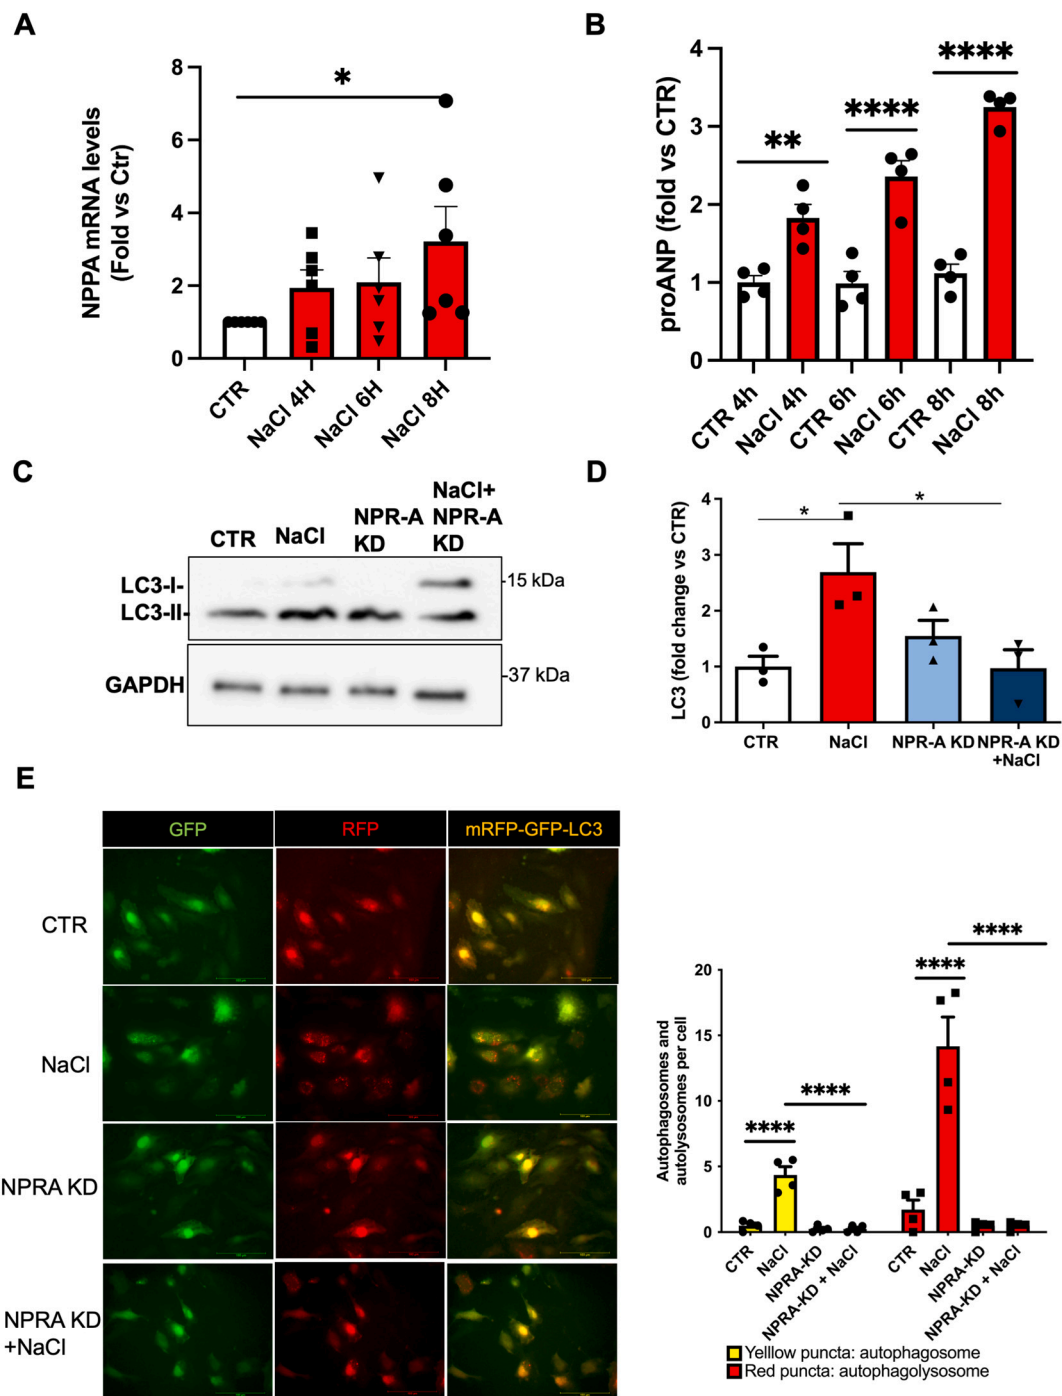 A
NPPA mRNA levels
(Fold vs Ctr)
8
6
4
2
0
*
CTR
NaCl 4H
NaCl 6H
NaCl 8H
B
proANP (fold vs CTR)
4
3
2
1
0
**
****
****
CTR 4h
NaCl 4h
CTR 6h
NaCl 6h
CTR 8h
NaCl 8h
C
CTR
NaCl
NPR-A
KD
NaCl+
NPR-A
KD
LC3-I-
LC3-II-
-15 kDa
GAPDH
-37 kDa
D
LC3 (fold change vs CTR)
4
3
2
1
0
*
*
CTR
NaCl
NPR-A KD
NPR-A KD
+NaCl
E
GFP
RFP
mRFP-GFP-LC3
CTR
NaCl
NPRA KD
NPRA KD
+NaCl
Autophagosomes and
autolysosomes per cell
20
15
10
5
0
****
****
****
****
CTR
NaCl
NPRA-KD
NPRA-KD + NaCl
CTR
NaCl
NPRA-KD
NPRA-KD + NaCl
Yelllow puncta: autophagosome
Red puncta: autophagolysosome